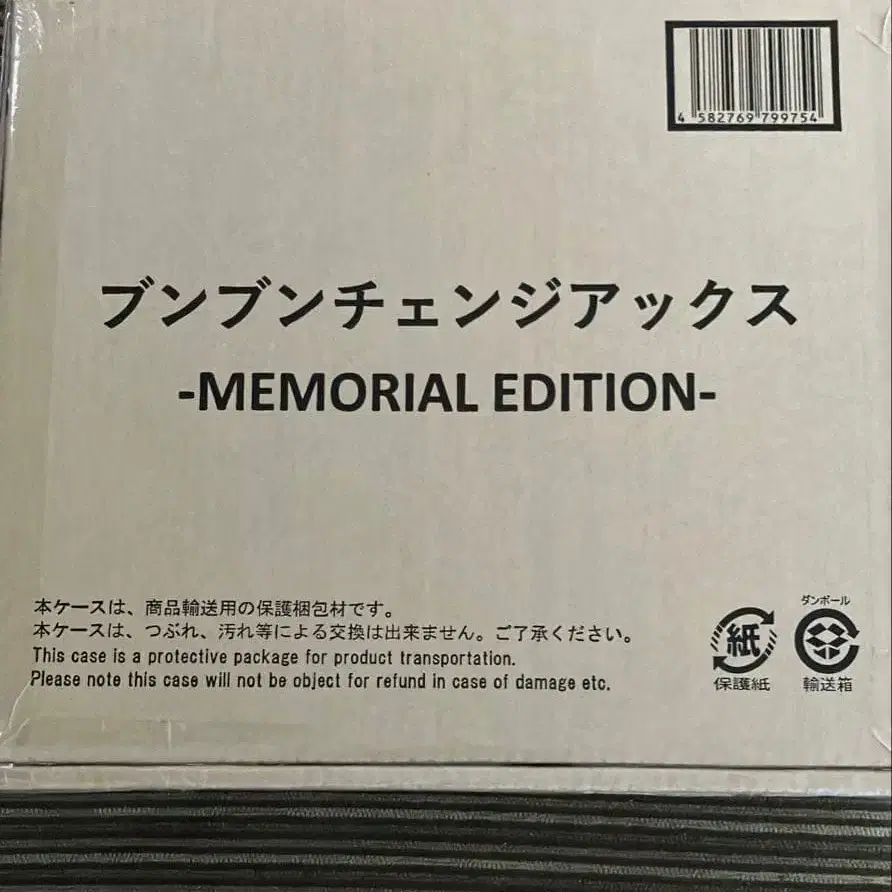 4 582769 799754
ブンブンチェンジアックス
-MEMORIAL EDITION-
本ケースは、商品輸送用の保護梱包材です。
本ケースは、つぶれ、汚れ等による交換は出来ません。ご了承ください。
This case is a protective package for product transportation.
Please note this case will not be object for refund in case of damage etc.
紙
保護紙
ダンボール
輸送箱